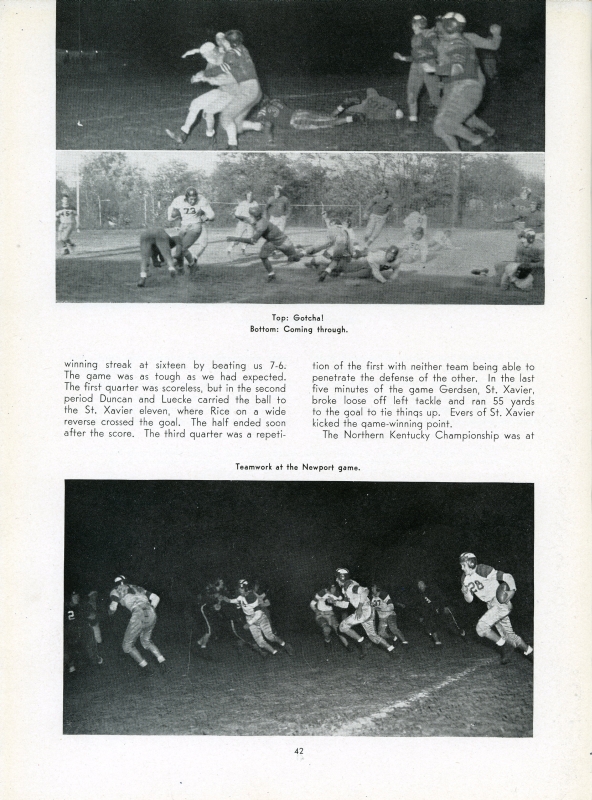 Top: Gotcha!
Bottom: Coming through.
winning streak at sixteen by beating us 7-6.
The game was as tough as we had expected.
The first quarter was scoreless, but in the second
period Duncan and Luecke carried the ball to
the St. Xavier eleven, where Rice on a wide
reverse crossed the goal. The half ended soon
after the score. The third quarter was a repeti-
tion of the first with neither team being able to
penetrate the defense of the other. In the last
five minutes of the game Gerdsen, St. Xavier,
broke loose off left tackle and ran 55 yards
to the goal to tie things up. Evers of St. Xavier
kicked the game-winning point.
The Northern Kentucky Championship was at
Teamwork at the Newport game.
42